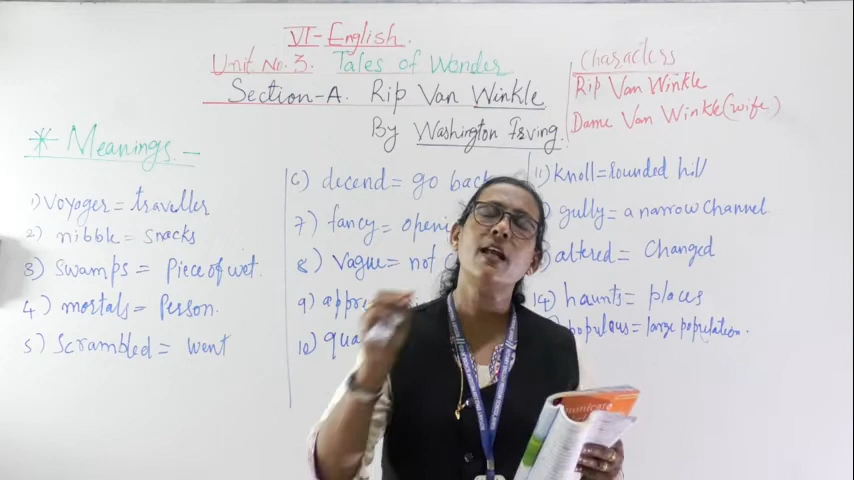 VI-English.
Unit No. 3. Tales of Wonder
Section-A. Rip Van Winkle
By Washington Irving.
Characters
Rip Van Winkle
Dame Van Winkle (wife)
* Meanings. -
1) Voyoger = traveller
2) nibble = snacks
3) swamps = Piece of wet.
4) mortals = Person.
5) Scrambled = went
6) decend = go back
7) fancy = openi
8) Vague = not
9) appre
10) qua
11) Knoll = rounded hill
) gully = a narrow channel
) altered = Changed
14) haunts = places
) populous = large population.